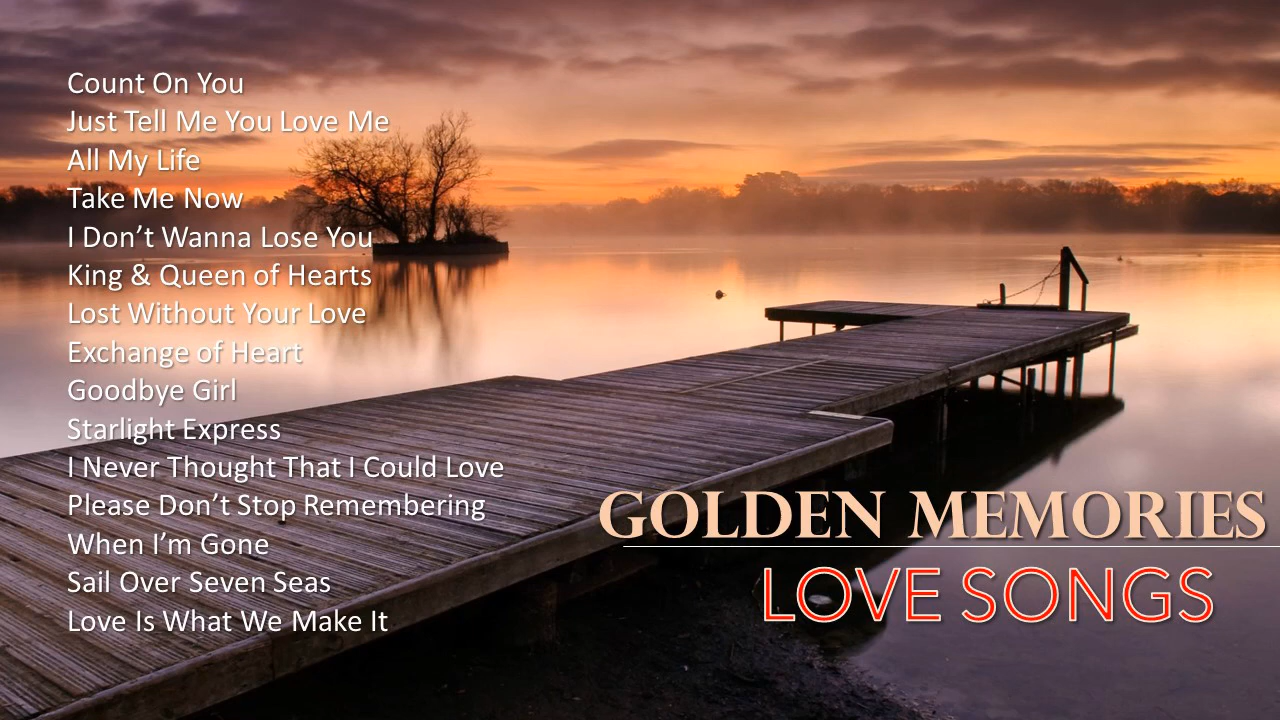 Count On You
Just Tell Me You Love Me
All My Life
Take Me Now
I Don’t Wanna Lose You
King & Queen of Hearts
Lost Without Your Love
Exchange of Heart
Goodbye Girl
Starlight Express
I Never Thought That I Could Love
Please Don’t Stop Remembering
When I’m Gone
Sail Over Seven Seas
Love Is What We Make It
GOLDEN MEMORIES
LOVE SONGS